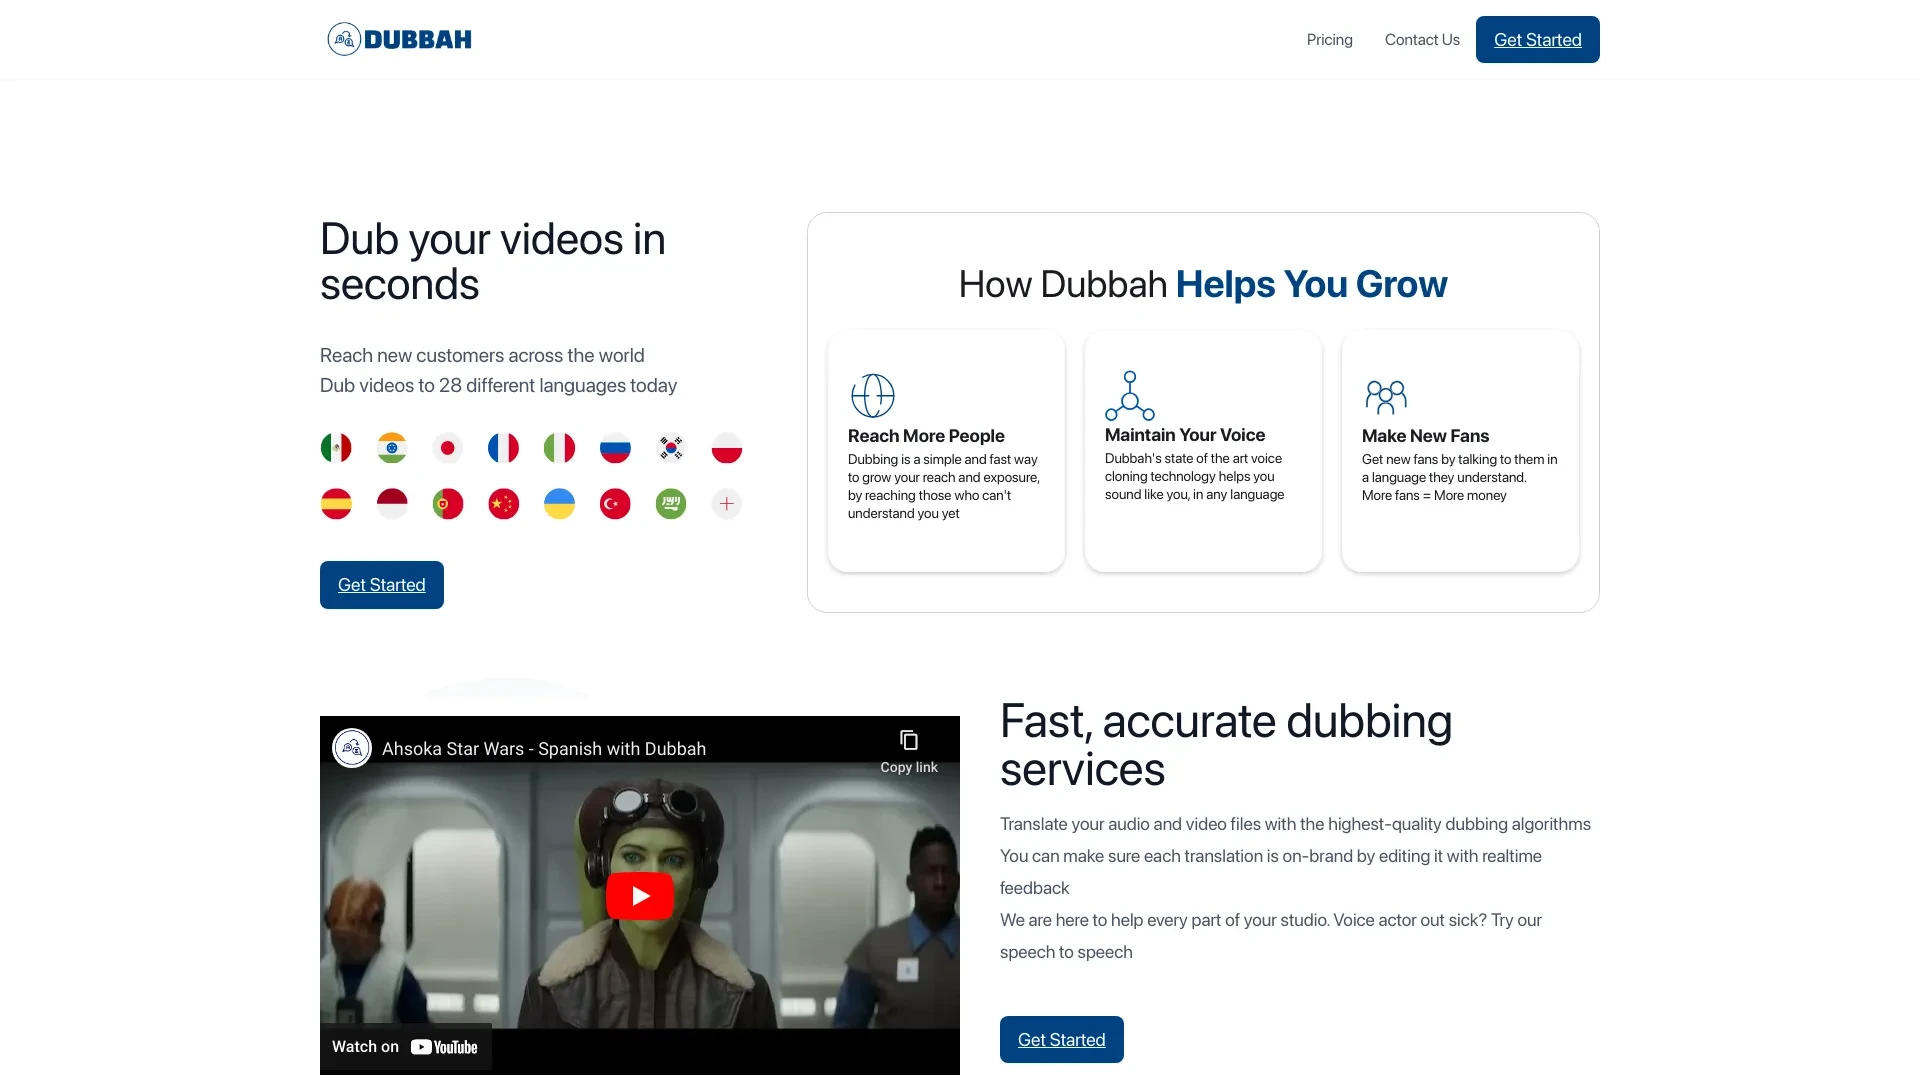 DUBBAH
Pricing
Contact Us
Get Started
Dub your videos in
seconds
Reach new customers across the world
Dub videos to 28 different languages today
Get Started
How Dubbah Helps You Grow
Reach More People
Dubbing is a simple and fast way
to grow your reach and exposure,
by reaching those who can't
understand you yet
Maintain Your Voice
Dubbah's state of the art voice
cloning technology helps you
sound like you, in any language
Make New Fans
Get new fans by talking to them in
a language they understand.
More fans = More money
Ahsoka Star Wars - Spanish with Dubbah
Copy link
Watch on YouTube
Fast, accurate dubbing
services
Translate your audio and video files with the highest-quality dubbing algorithms
You can make sure each translation is on-brand by editing it with realtime
feedback
We are here to help every part of your studio. Voice actor out sick? Try our
speech to speech
Get Started